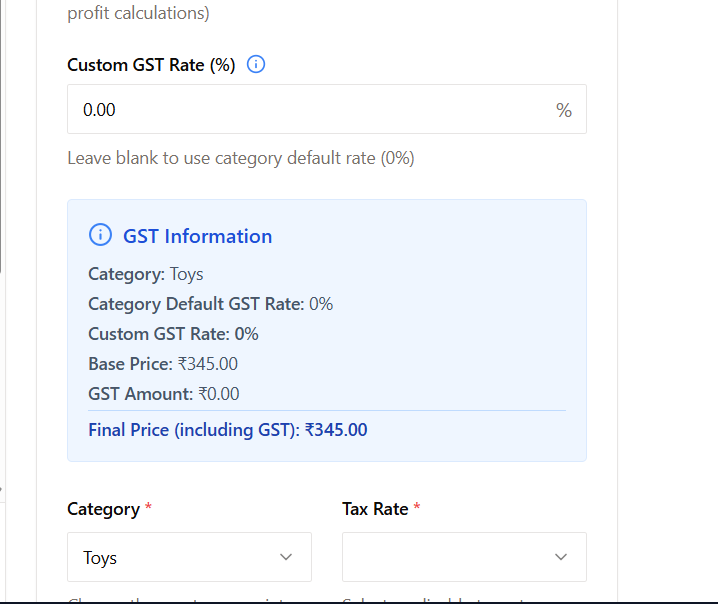 profit calculations)
Custom GST Rate (%)
0.00 %
Leave blank to use category default rate (0%)
GST Information
Category: Toys
Category Default GST Rate: 0%
Custom GST Rate: 0%
Base Price: ₹345.00
GST Amount: ₹0.00
Final Price (including GST): ₹345.00
Category * Tax Rate *
Toys